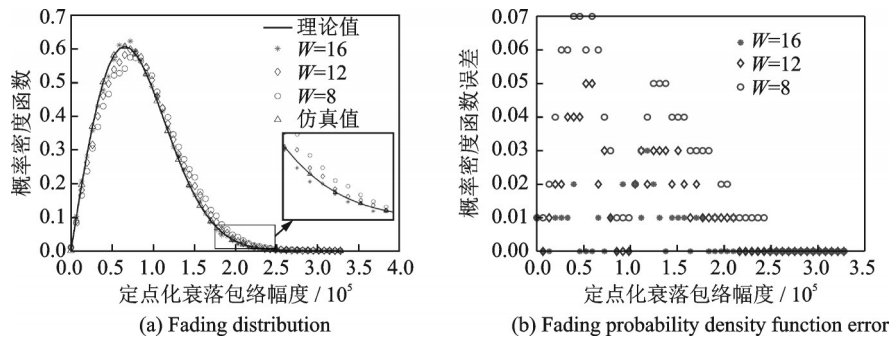 0.7
0.6
0.5
0.4
0.3
0.2
0.1
0.0
概率密度函数
理论值
W=16
W=12
W=8
仿真值
0 0.5 1.0 1.5 2.0 2.5 3.0 3.5 4.0
定点化衰落包络幅度 / 10⁵
(a) Fading distribution
0.07
0.06
0.05
0.04
0.03
0.02
0.01
0.00
概率密度函数误差
W=16
W=12
W=8
0.0 0.5 1.0 1.5 2.0 2.5 3.0 3.5
定点化衰落包络幅度 / 10⁵
(b) Fading probability density function error